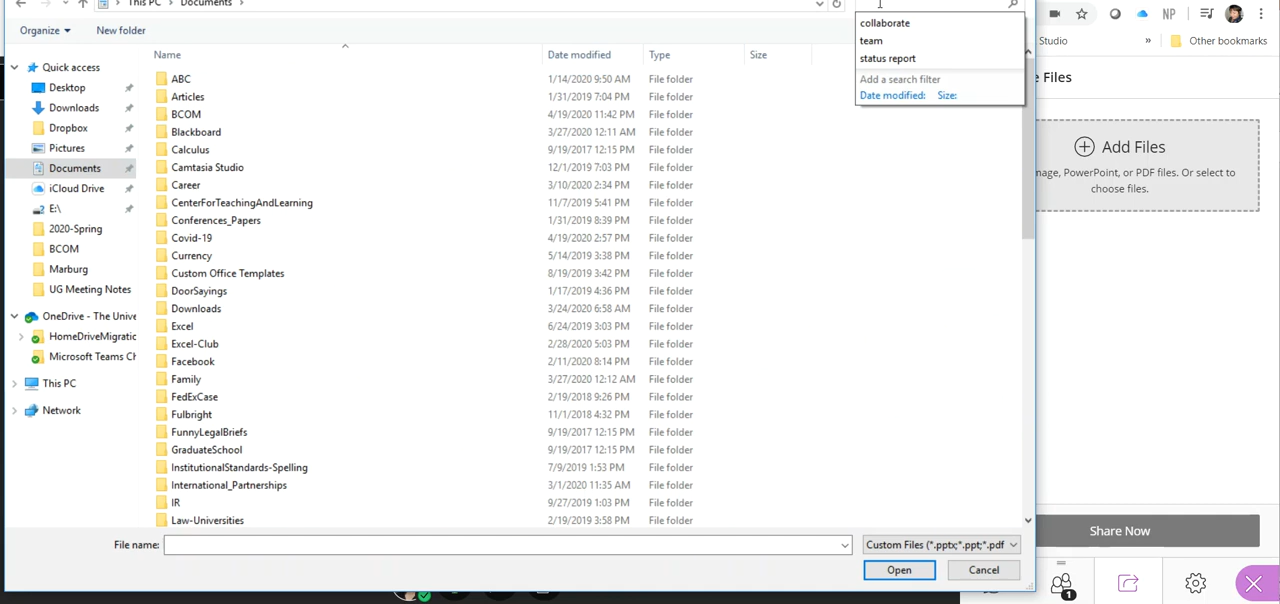 This PC > Documents >
collaborate
team
status report
Add a search filter
Date modified: Size:
NP
Studio
» Other bookmarks
Organize New folder
Name Date modified Type Size
Quick access
Desktop
Downloads
Dropbox
Pictures
Documents
iCloud Drive
E:\
2020-Spring
BCOM
Marburg
UG Meeting Notes
OneDrive - The Unive
HomeDriveMigratic
Microsoft Teams Ch
This PC
Network
ABC 1/14/2020 9:50 AM File folder
Articles 1/31/2019 7:04 PM File folder
BCOM 4/19/2020 11:42 PM File folder
Blackboard 3/27/2020 12:11 AM File folder
Calculus 9/19/2017 12:15 PM File folder
Camtasia Studio 12/1/2019 7:03 PM File folder
Career 3/10/2020 2:34 PM File folder
CenterForTeachingAndLearning 11/7/2019 5:41 PM File folder
Conferences_Papers 1/31/2019 8:39 PM File folder
Covid-19 4/19/2020 2:57 PM File folder
Currency 5/14/2019 3:38 PM File folder
Custom Office Templates 8/19/2019 3:42 PM File folder
DoorSayings 1/17/2019 4:36 PM File folder
Downloads 3/24/2020 6:58 AM File folder
Excel 6/24/2019 3:03 PM File folder
Excel-Club 2/28/2020 5:03 PM File folder
Facebook 2/11/2020 8:14 PM File folder
Family 3/27/2020 12:12 AM File folder
FedExCase 2/19/2018 9:26 PM File folder
Fulbright 11/1/2018 4:32 PM File folder
FunnyLegalBriefs 9/19/2017 12:15 PM File folder
GraduateSchool 9/19/2017 12:15 PM File folder
InstitutionalStandards-Spelling 7/9/2019 1:53 PM File folder
International_Partnerships 3/1/2020 11:35 AM File folder
IR 9/27/2019 1:03 PM File folder
Law-Universities 2/19/2019 3:58 PM File folder
e Files
Add Files
nage, PowerPoint, or PDF files. Or select to
choose files.
File name: Custom Files (*.pptx;*.ppt;*.pdf
Open Cancel
Share Now
1